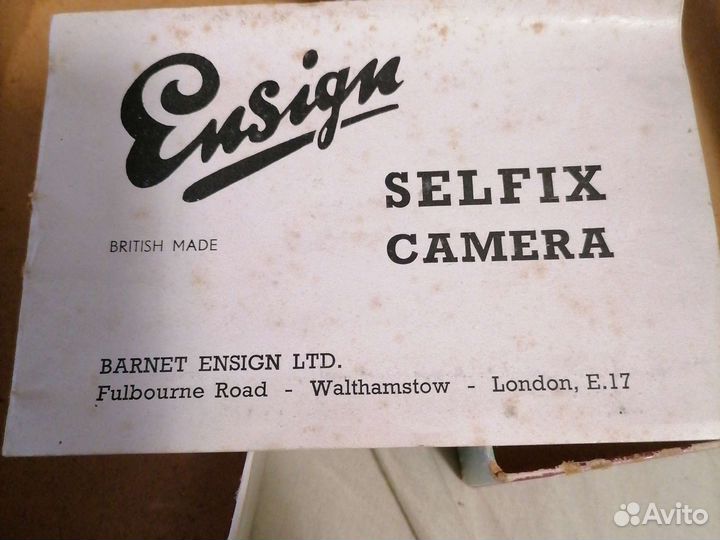 Ensign
SELFIX
CAMERA
BRITISH MADE
BARNET ENSIGN LTD.
Fulbourne Road - Walthamstow - London, E.17
Avito